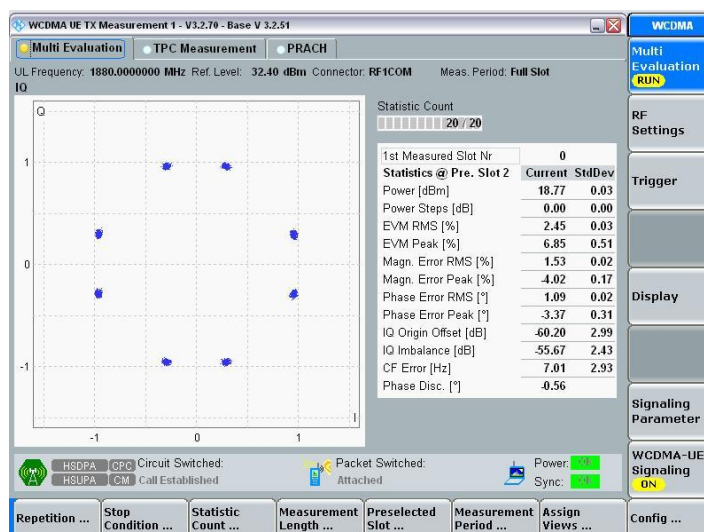 WCDMA UE TX Measurement 1 - V3.2.70 - Base V 3.2.51
WCDMA
Multi Evaluation
TPC Measurement
PRACH
UL Frequency: 1880.0000000 MHz Ref. Level: 32.40 dBm Connector: RF1COM Meas. Period: Full Slot
IQ
Q
1
0
-1
-1 0 1
I
Statistic Count
20 / 20
1st Measured Slot Nr 0
Statistics @ Pre. Slot 2 Current StdDev
Power [dBm] 18.77 0.03
Power Steps [dB] 0.00 0.00
EVM RMS [%] 2.45 0.03
EVM Peak [%] 6.85 0.51
Magn. Error RMS [%] 1.53 0.02
Magn. Error Peak [%] -4.02 0.17
Phase Error RMS [°] 1.09 0.02
Phase Error Peak [°] -3.37 0.31
IQ Origin Offset [dB] -60.20 2.99
IQ Imbalance [dB] -55.67 2.43
CF Error [Hz] 7.01 2.93
Phase Disc. [°] -0.56
Multi
Evaluation
RUN
RF
Settings
Trigger
Display
Signaling
Parameter
WCDMA-UE
Signaling
ON
HSDPA CPC Circuit Switched: Packet Switched: Power:
HSUPA CM Call Established Attached Sync:
Repetition ...
Stop
Condition ...
Statistic
Count ...
Measurement
Length ...
Preselected
Slot ...
Measurement
Period ...
Assign
Views ...
Config ...